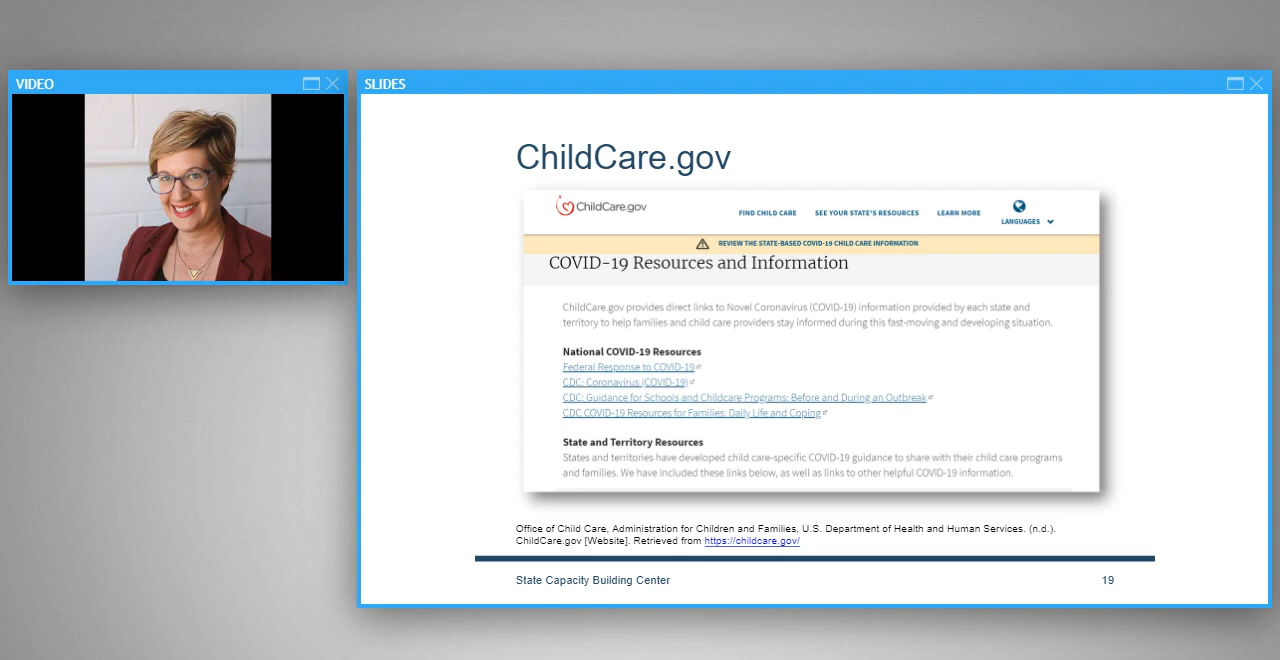 VIDEO
SLIDES
ChildCare.gov
ChildCare.gov
FIND CHILD CARE SEE YOUR STATE'S RESOURCES LEARN MORE LANGUAGES
REVIEW THE STATE-BASED COVID-19 CHILD CARE INFORMATION
COVID-19 Resources and Information
ChildCare.gov provides direct links to Novel Coronavirus (COVID-19) information provided by each state and
territory to help families and child care providers stay informed during this fast-moving and developing situation.
National COVID-19 Resources
Federal Response to COVID-19
CDC: Coronavirus (COVID-19)
CDC: Guidance for Schools and Childcare Programs: Before and During an Outbreak
CDC COVID-19 Resources for Families: Daily Life and Coping
State and Territory Resources
States and territories have developed child care-specific COVID-19 guidance to share with their child care programs
and families. We have included these links below, as well as links to other helpful COVID-19 information.
Office of Child Care, Administration for Children and Families, U.S. Department of Health and Human Services. (n.d.).
ChildCare.gov [Website]. Retrieved from https://childcare.gov/
State Capacity Building Center 19